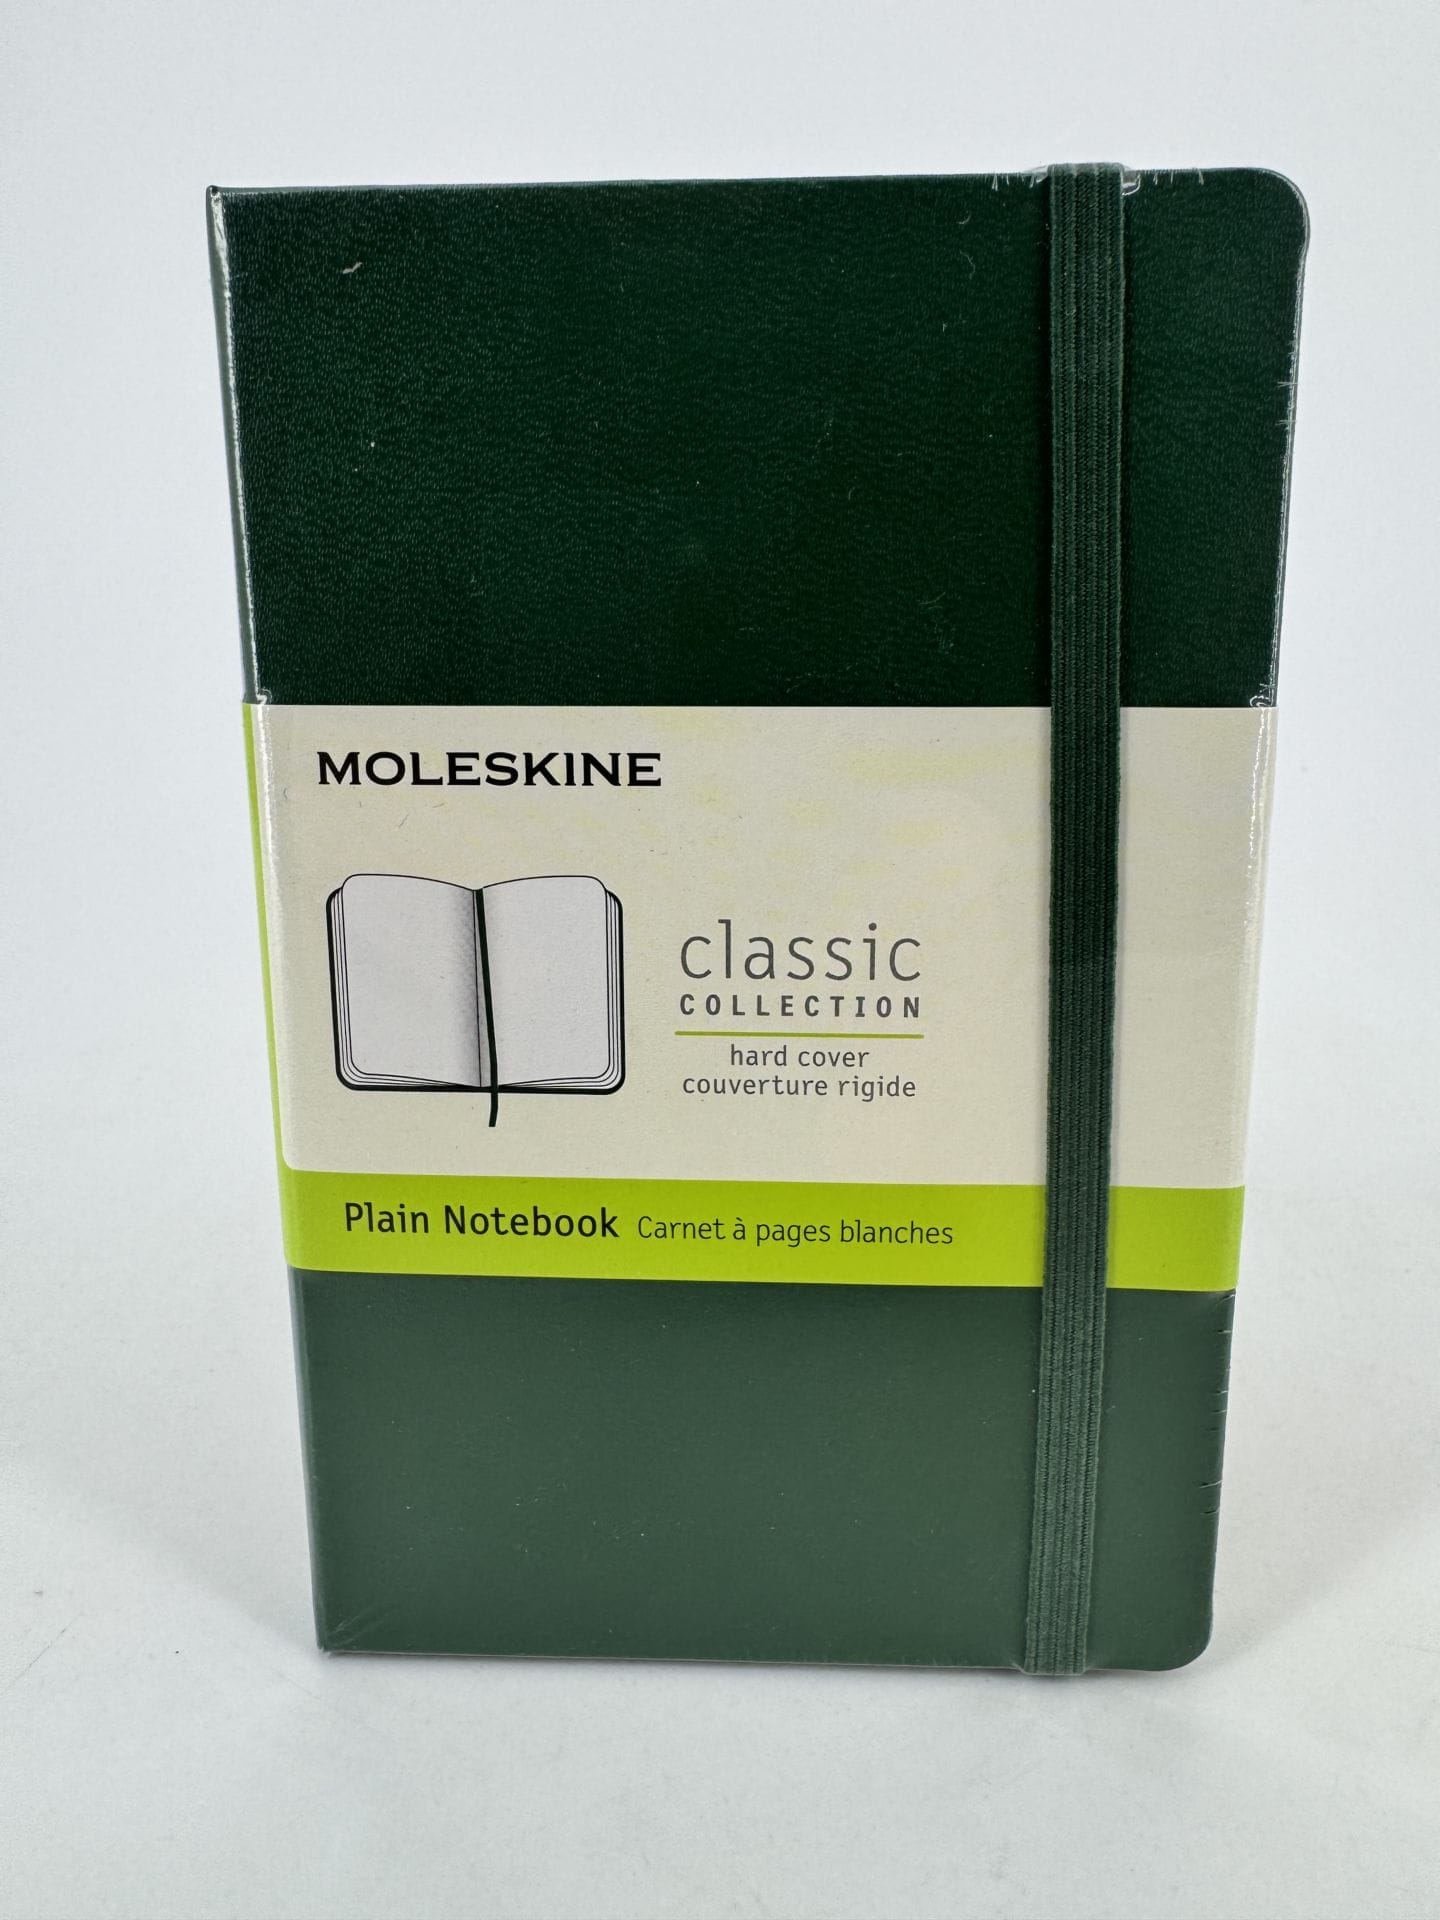 MOLESKINE
classic
COLLECTION
hard cover
couverture rigide
Plain Notebook Carnet à pages blanches